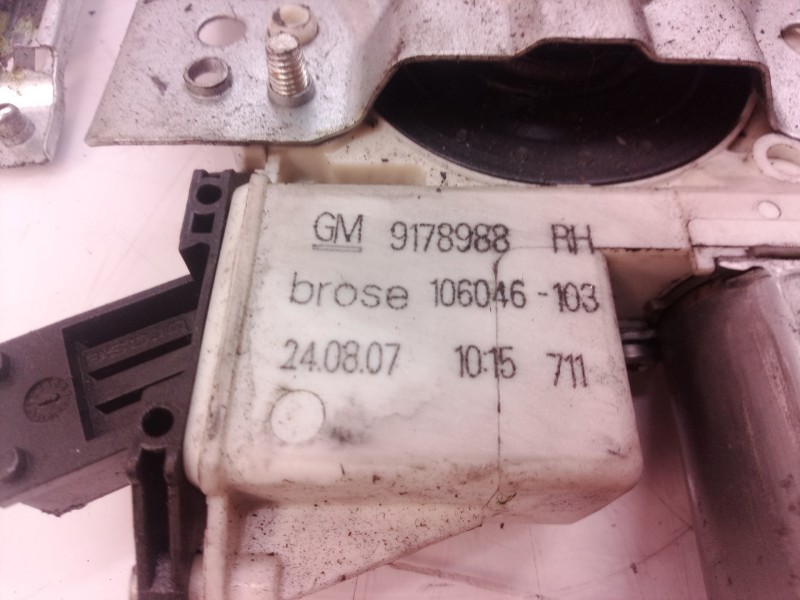 GM 9178988 RH
brose 106046-103
24.08.07 10:15 711